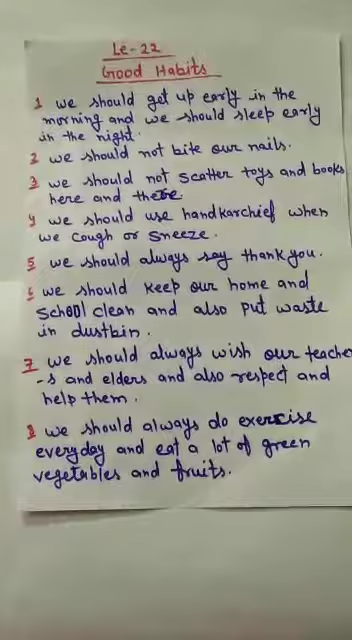 Le-22
Good Habits
1 we should get up early in the
morning and we should sleep early
in the night.
2 we should not bite our nails.
3 we should not scatter toys and books
here and there.
4 we should use handkarchief when
we cough or sneeze.
5 we should always say thank you.
6 we should keep our home and
school clean and also put waste
in dustbin.
7 we should always wish our teacher
-s and elders and also respect and
help them.
8 we should always do exercise
everyday and eat a lot of green
vegetables and fruits.